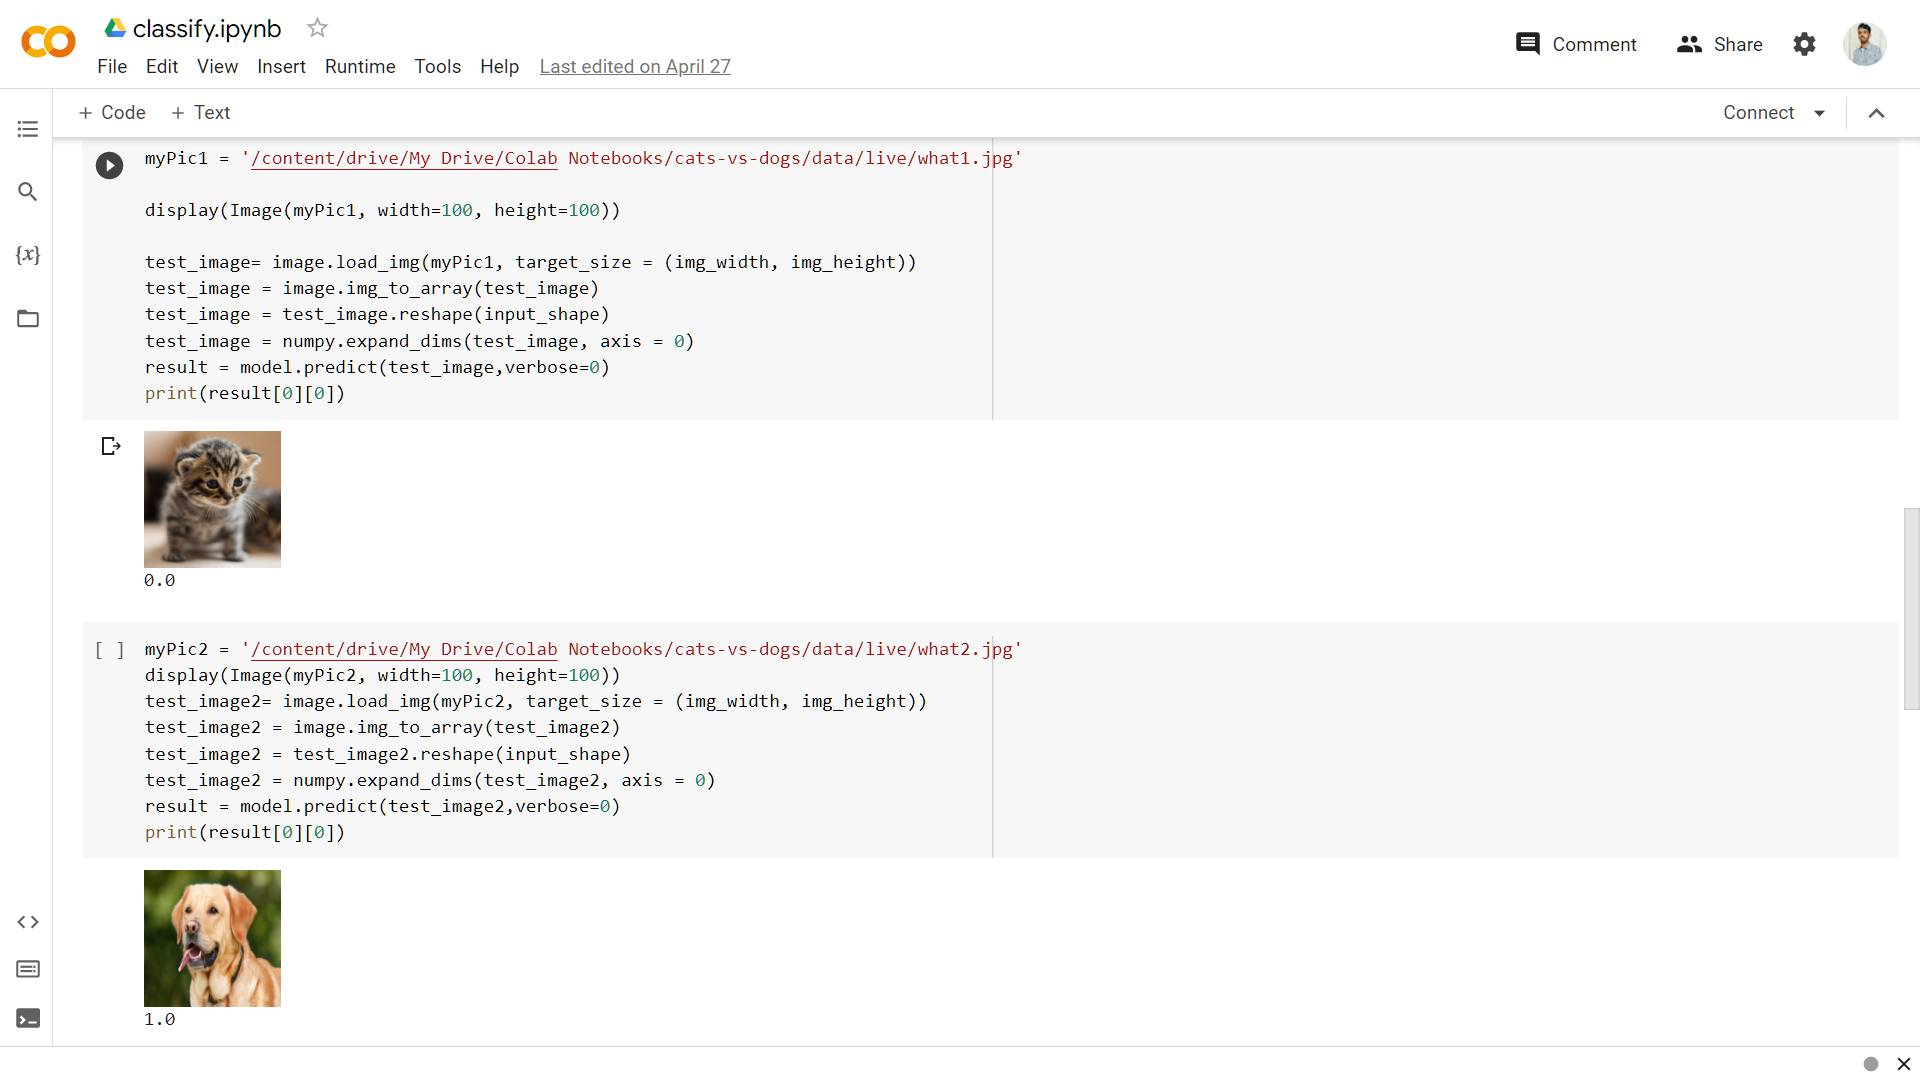 classify.ipynb
File Edit View Insert Runtime Tools Help Last edited on April 27
Comment Share
+ Code + Text
Connect
{x}
myPic1 = '/content/drive/My Drive/Colab Notebooks/cats-vs-dogs/data/live/what1.jpg'
display(Image(myPic1, width=100, height=100))
test_image= image.load_img(myPic1, target_size = (img_width, img_height))
test_image = image.img_to_array(test_image)
test_image = test_image.reshape(input_shape)
test_image = numpy.expand_dims(test_image, axis = 0)
result = model.predict(test_image,verbose=0)
print(result[0][0])
0.0
[ ] myPic2 = '/content/drive/My Drive/Colab Notebooks/cats-vs-dogs/data/live/what2.jpg'
display(Image(myPic2, width=100, height=100))
test_image2= image.load_img(myPic2, target_size = (img_width, img_height))
test_image2 = image.img_to_array(test_image2)
test_image2 = test_image2.reshape(input_shape)
test_image2 = numpy.expand_dims(test_image2, axis = 0)
result = model.predict(test_image2,verbose=0)
print(result[0][0])
1.0